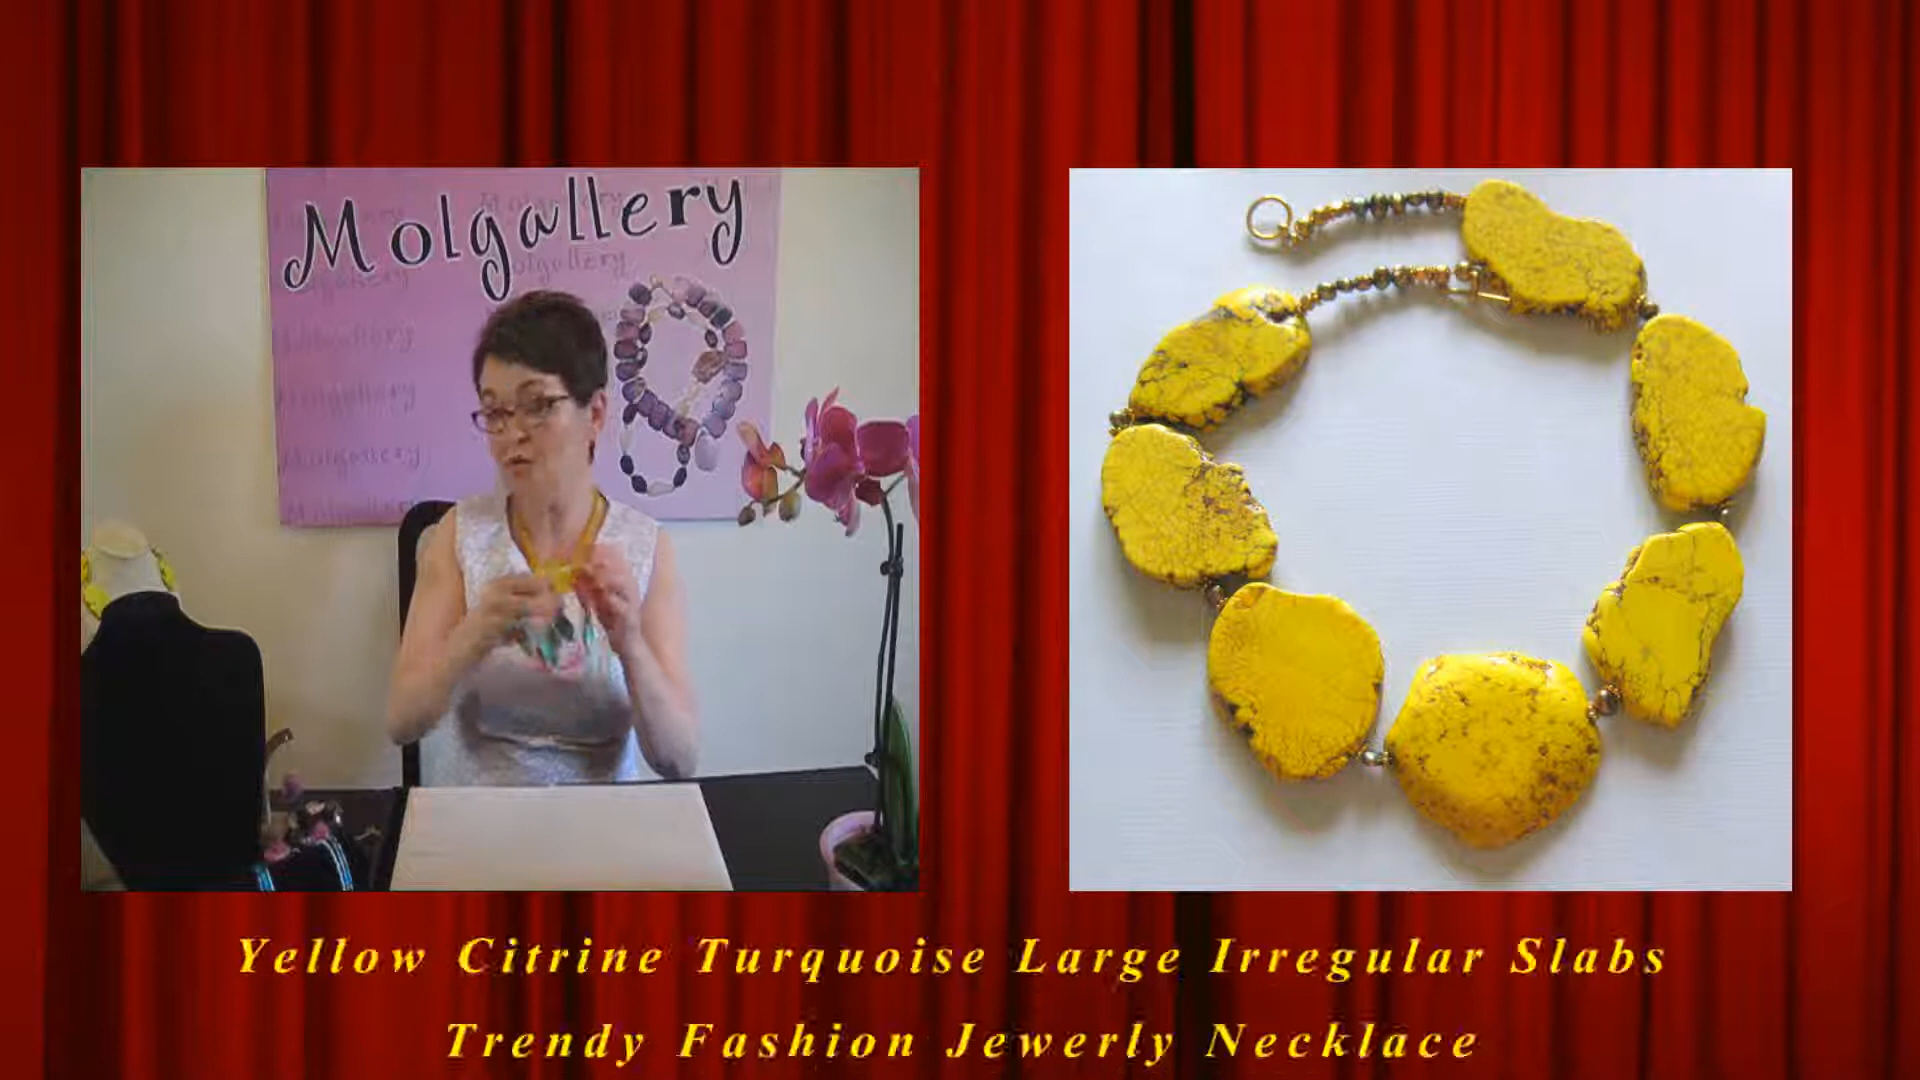 Molgallery
Yellow Citrine Turquoise Large Irregular Slabs
Trendy Fashion Jewerly Necklace